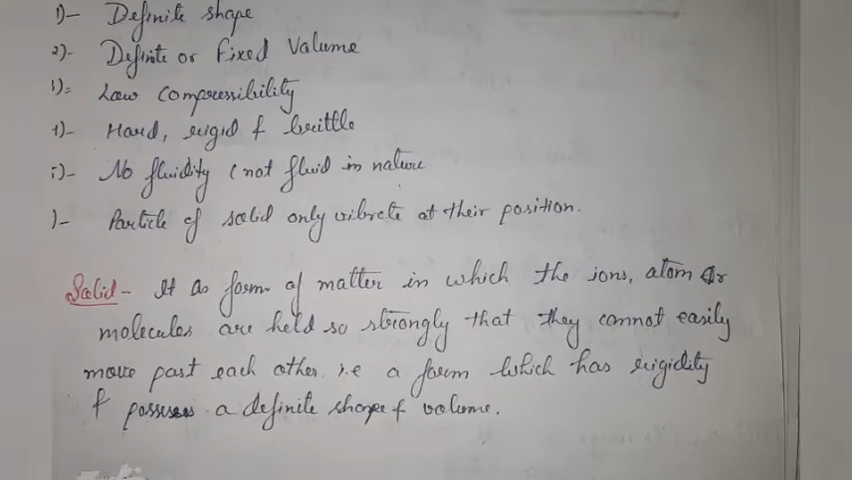 1)- Definite shape
2)- Definite or Fixed Volume
3)- Low Compressibility
4)- Hard, rigid & brittle
5)- No fluidity (not fluid in nature
)- Particle of solid only vibrate at their position.
Solid - It is form of matter in which the ions, atom or
molecules are held so strongly that they cannot easily
move past each other. i.e a form which has rigidity
& possesses a definite shape & volume.